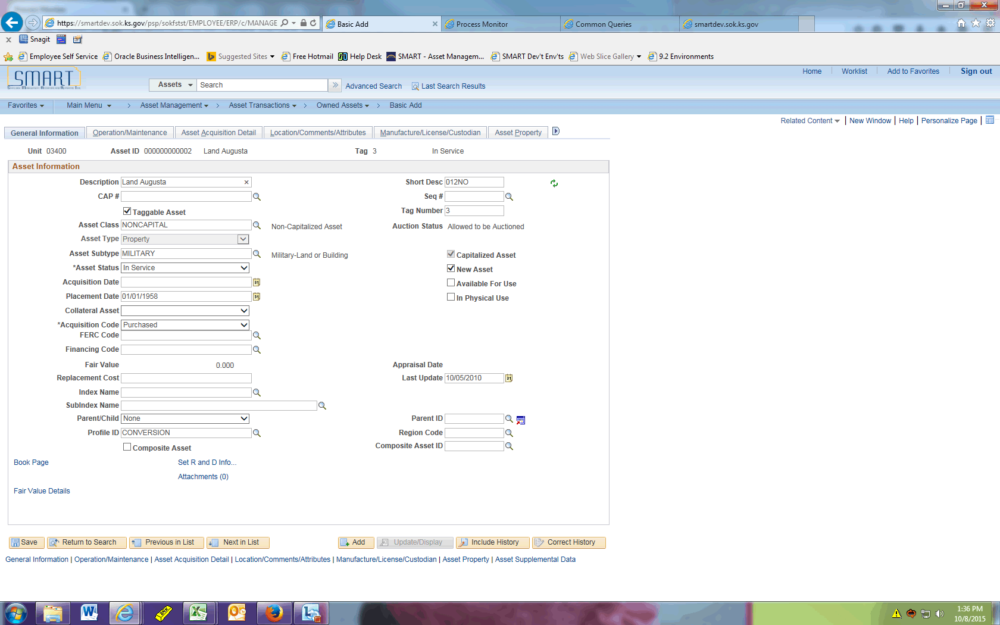 https://smartdev.sok.ks.gov/psp/sokfstst/EMPLOYEE/ERP/c/MANAGE
Basic Add
Process Monitor
Common Queries
smartdev.sok.ks.gov
x Snagit
Employee Self Service
Oracle Business Intelligen...
Suggested Sites
Free Hotmail
Help Desk
SMART - Asset Managem...
SMART Dev't Env'ts
Web Slice Gallery
9.2 Environments
SMART
Home
Worklist
Add to Favorites
Sign out
Assets
Search
Advanced Search
Last Search Results
Favorites
Main Menu
> Asset Management
> Asset Transactions
> Owned Assets
> Basic Add
Related Content
New Window
Help
Personalize Page
General Information
Operation/Maintenance
Asset Acquisition Detail
Location/Comments/Attributes
Manufacture/License/Custodian
Asset Property
Unit 03400
Asset ID 000000000002
Land Augusta
Tag 3
In Service
Asset Information
Description Land Augusta
Short Desc 012NO
CAP #
Seq #
Taggable Asset
Tag Number 3
Asset Class NONCAPITAL
Non-Capitalized Asset
Auction Status Allowed to be Auctioned
Asset Type Property
Asset Subtype MILITARY
Military-Land or Building
Capitalized Asset
*Asset Status In Service
New Asset
Acquisition Date
Available For Use
Placement Date 01/01/1958
In Physical Use
Collateral Asset
*Acquisition Code Purchased
FERC Code
Financing Code
Fair Value 0.000
Appraisal Date
Replacement Cost
Last Update 10/05/2010
Index Name
SubIndex Name
Parent/Child None
Parent ID
Profile ID CONVERSION
Region Code
Composite Asset
Composite Asset ID
Book Page
Set R and D Info...
Attachments (0)
Fair Value Details
Save
Return to Search
Previous in List
Next in List
Add
Update/Display
Include History
Correct History
General Information | Operation/Maintenance | Asset Acquisition Detail | Location/Comments/Attributes | Manufacture/License/Custodian | Asset Property | Asset Supplemental Data
1:36 PM
10/8/2015